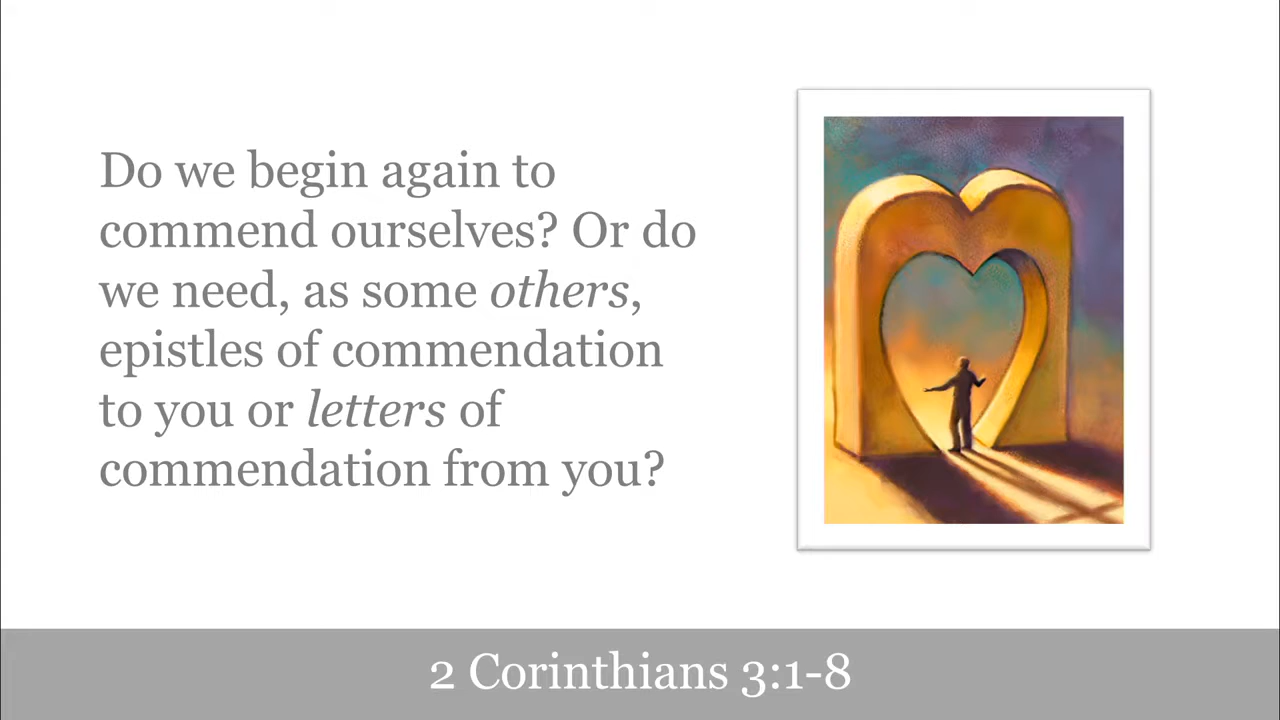 Do we begin again to
commend ourselves? Or do
we need, as some others,
epistles of commendation
to you or letters of
commendation from you?
2 Corinthians 3:1-8